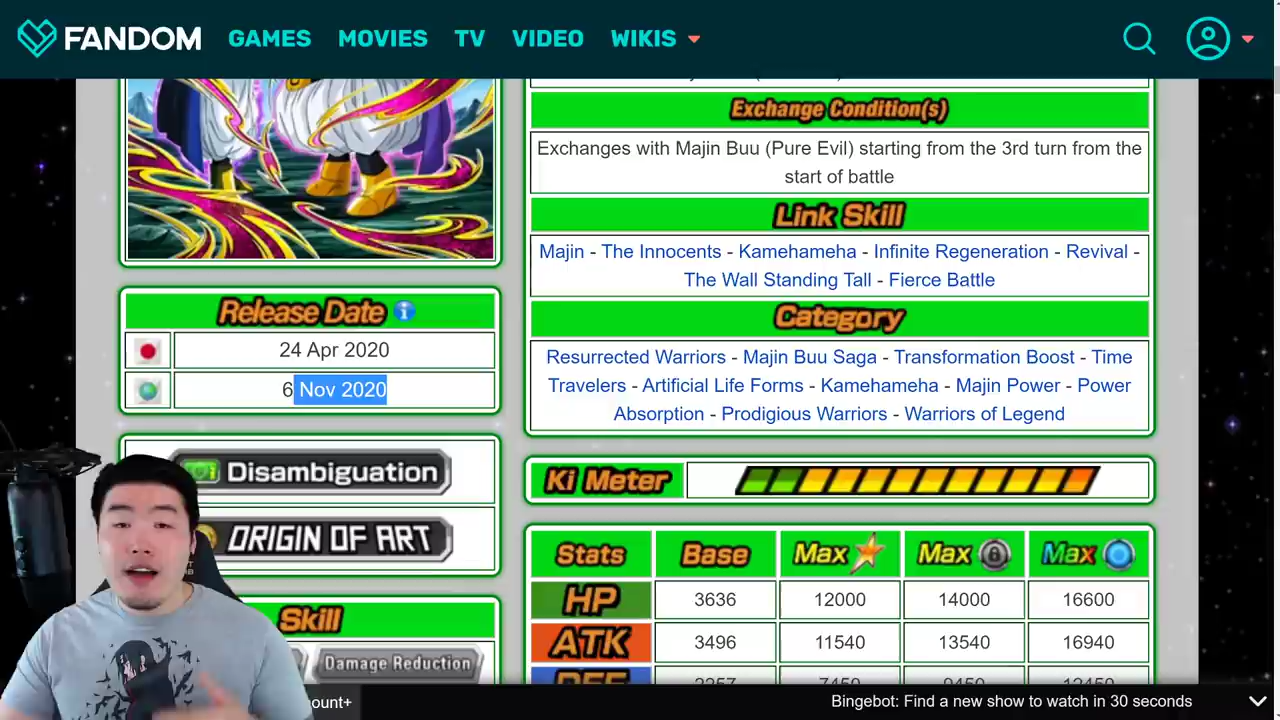 FANDOM GAMES MOVIES TV VIDEO WIKIS
Exchange Condition(s)
Exchanges with Majin Buu (Pure Evil) starting from the 3rd turn from the
start of battle
Link Skill
Majin - The Innocents - Kamehameha - Infinite Regeneration - Revival -
The Wall Standing Tall - Fierce Battle
Release Date
24 Apr 2020
6 Nov 2020
Category
Resurrected Warriors - Majin Buu Saga - Transformation Boost - Time
Travelers - Artificial Life Forms - Kamehameha - Majin Power - Power
Absorption - Prodigious Warriors - Warriors of Legend
Disambiguation
ORIGIN OF ART
Skill
Damage Reduction
Ki Meter
Stats Base Max Max Max
HP 3636 12000 14000 16600
ATK 3496 11540 13540 16940
DEF
ount+
Bingebot: Find a new show to watch in 30 seconds